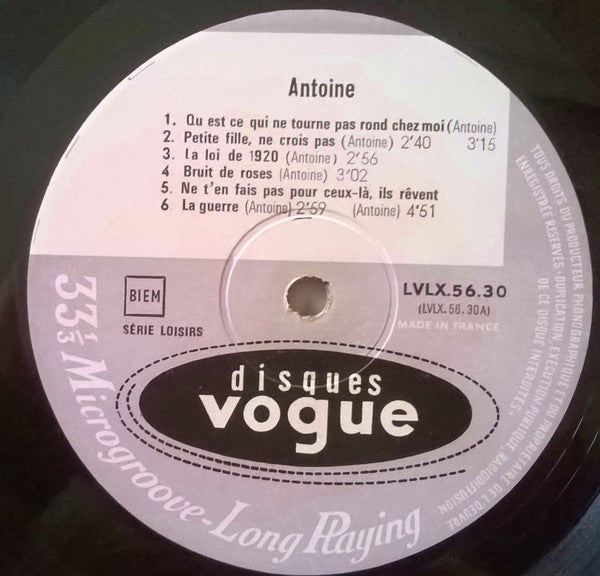 Antoine
1. Qu est ce qui ne tourne pas rond chez moi (Antoine)
2. Petite fille, ne crois pas (Antoine) 2'40 3'15
3. La loi de 1920 (Antoine) 2'56
4 Bruit de roses (Antoine) 3'02
5. Ne t'en fais pas pour ceux-là, ils rêvent
6. La guerre (Antoine) 2'59 (Antoine) 4'51
BIEM
SÉRIE LOISIRS
LVLX.56.30
(LVLX.56.30A)
MADE IN FRANCE
disques
vogue
33 1/3 Microgroove-Long Playing
TOUS DROITS DU PRODUCTEUR PHONOGRAPHIQUE ET DU PROPRIÉTAIRE DE L'OEUVRE
ENREGISTRÉE RÉSERVÉS. DUPLICATION EXÉCUTION PUBLIQUE RADIODIFFUSION
DE CE DISQUE INTERDITES.